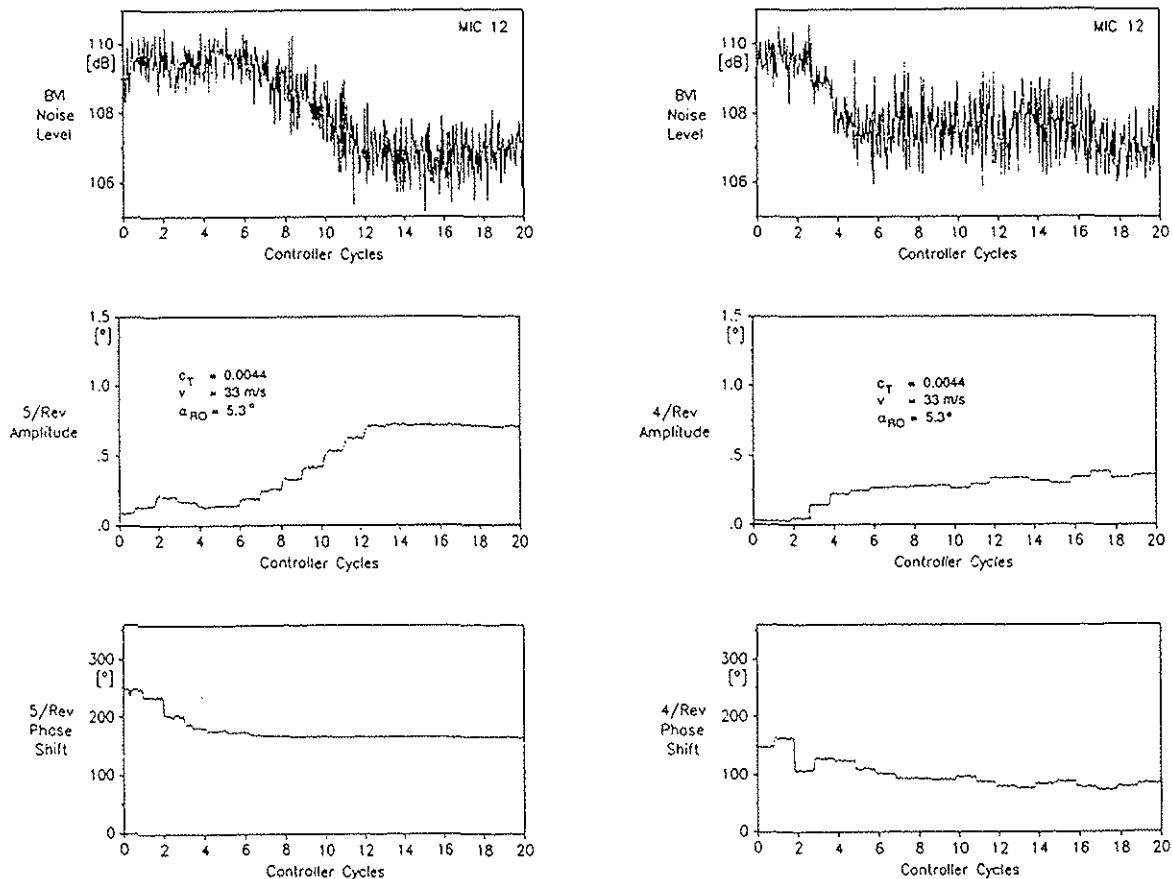 MIC 12
110
[dB]
BVI
Noise
Level
108
106
0 2 4 6 8 10 12 14 16 18 20
Controller Cycles
MIC 12
110
[dB]
BVI
Noise
Level
108
106
0 2 4 6 8 10 12 14 16 18 20
Controller Cycles
1.5
[°]
1.0
5/Rev
Amplitude
.5
.0
cT = 0.0044
v = 33 m/s
αRO = 5.3°
0 2 4 6 8 10 12 14 16 18 20
Controller Cycles
1.5
[°]
1.0
4/Rev
Amplitude
.5
.0
cT = 0.0044
v = 33 m/s
αRO = 5.3°
0 2 4 6 8 10 12 14 16 18 20
Controller Cycles
300
[°]
200
5/Rev
Phase
Shift
100
0
0 2 4 6 8 10 12 14 16 18 20
Controller Cycles
300
[°]
200
4/Rev
Phase
Shift
100
0
0 2 4 6 8 10 12 14 16 18 20
Controller Cycles